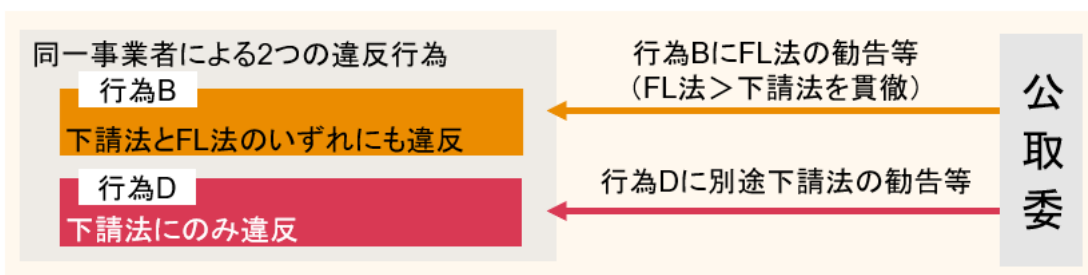 同一事業者による2つの違反行為
行為B
下請法とFL法のいずれにも違反
行為D
下請法にのみ違反
行為BにFL法の勧告等
（FL法＞下請法を貫徹）
行為Dに別途下請法の勧告等
公取委